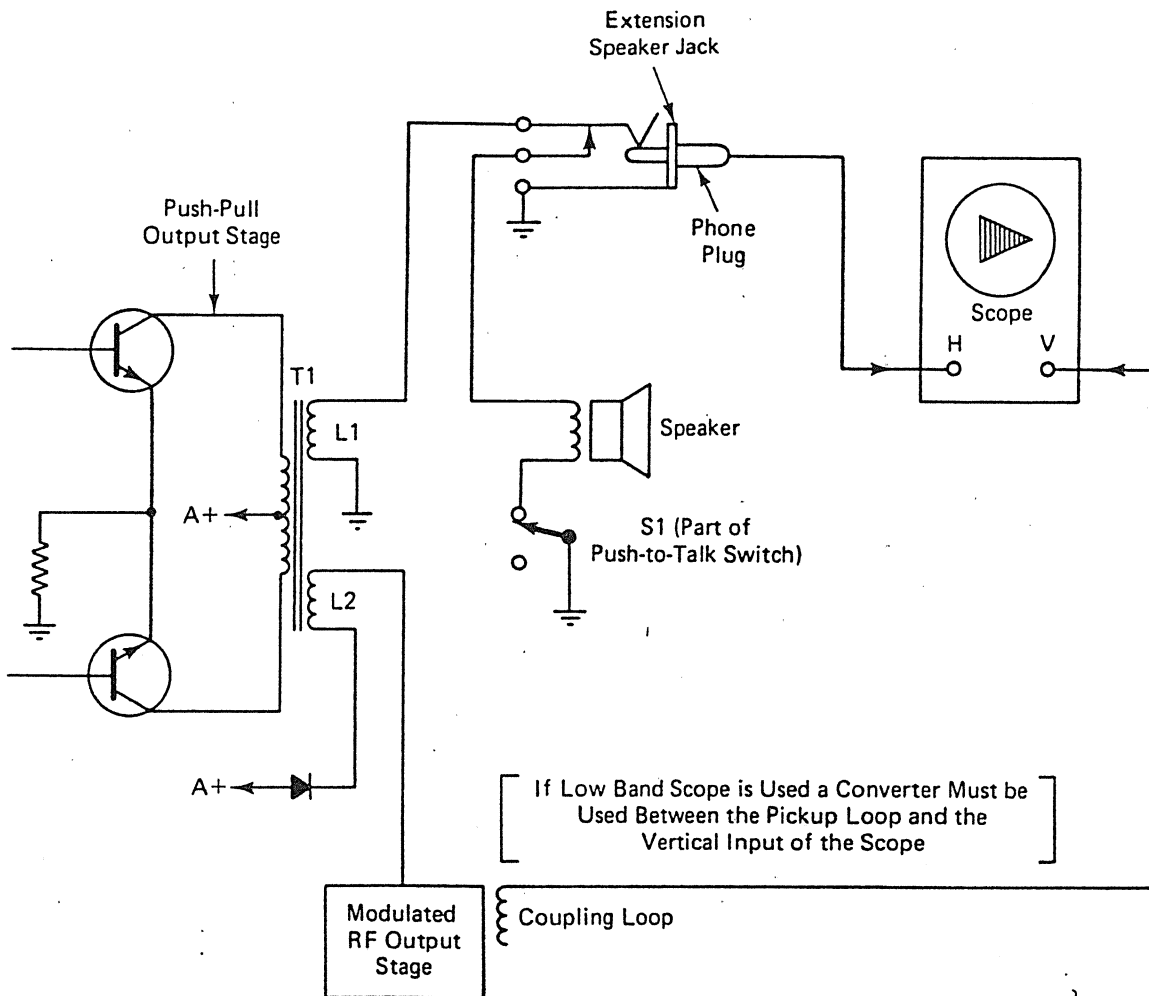 Extension
Speaker Jack
Push-Pull
Output Stage
Phone
Plug
Scope
H
V
T1
L1
Speaker
A+
S1 (Part of
Push-to-Talk Switch)
L2
A+
If Low Band Scope is Used a Converter Must be
Used Between the Pickup Loop and the
Vertical Input of the Scope
Modulated
RF Output
Stage
Coupling Loop